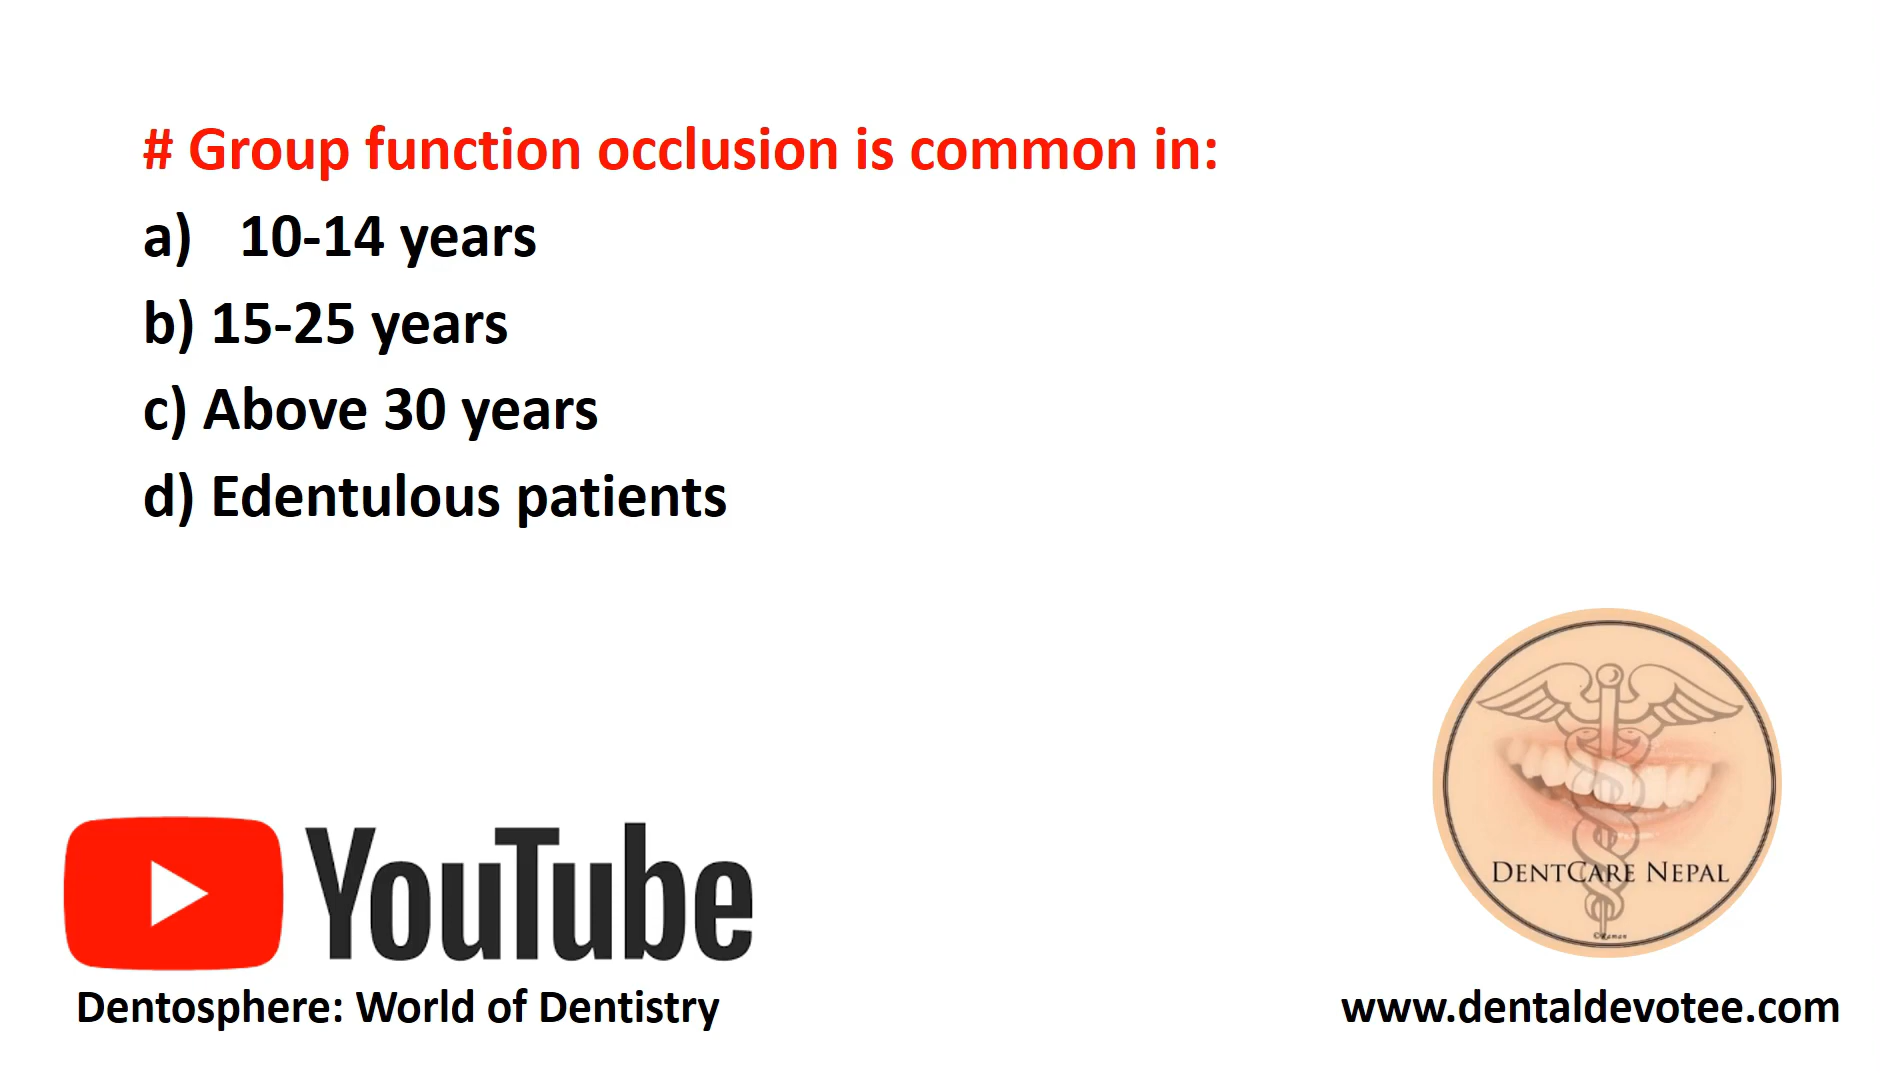 # Group function occlusion is common in:
a) 10-14 years
b) 15-25 years
c) Above 30 years
d) Edentulous patients
DENTCARE NEPAL
YouTube
Dentosphere: World of Dentistry
www.dentaldevotee.com